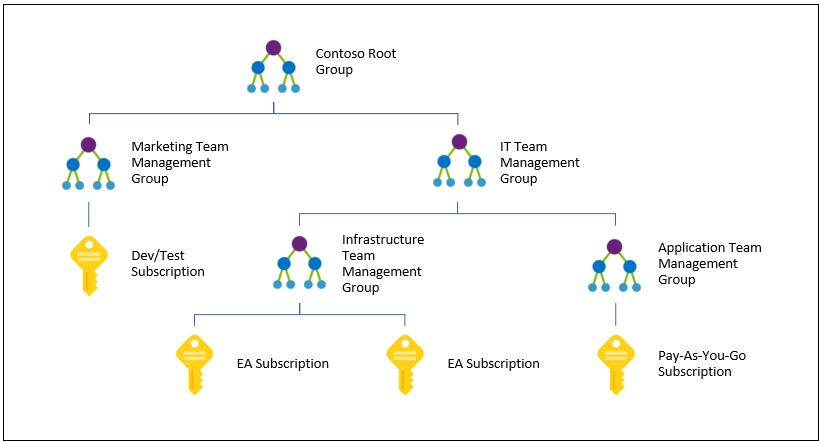 Contoso Root
Group
Marketing Team
Management
Group
IT Team
Management
Group
Dev/Test
Subscription
Infrastructure
Team
Management
Group
Application Team
Management
Group
EA Subscription
EA Subscription
Pay-As-You-Go
Subscription